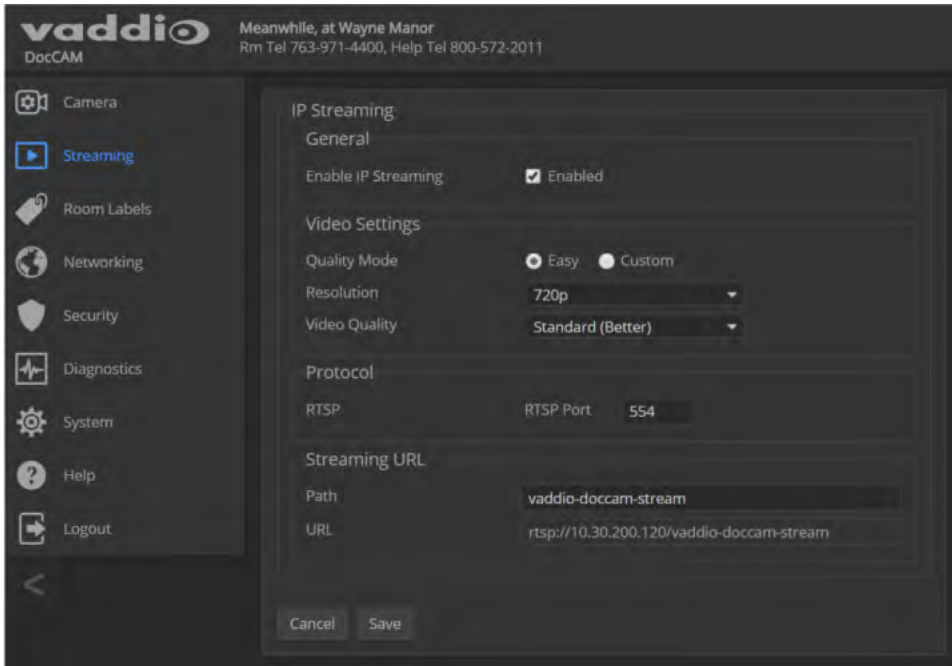 vaddio
DocCAM
Meanwhile, at Wayne Manor
Rm Tel 763-971-4400, Help Tel 800-572-2011
Camera
Streaming
Room Labels
Networking
Security
Diagnostics
System
Help
Logout
<
IP Streaming
General
Enable IP Streaming Enabled
Video Settings
Quality Mode Easy Custom
Resolution 720p
Video Quality Standard (Better)
Protocol
RTSP RTSP Port 554
Streaming URL
Path vaddio-doccam-stream
URL rtsp://10.30.200.120/vaddio-doccam-stream
Cancel Save